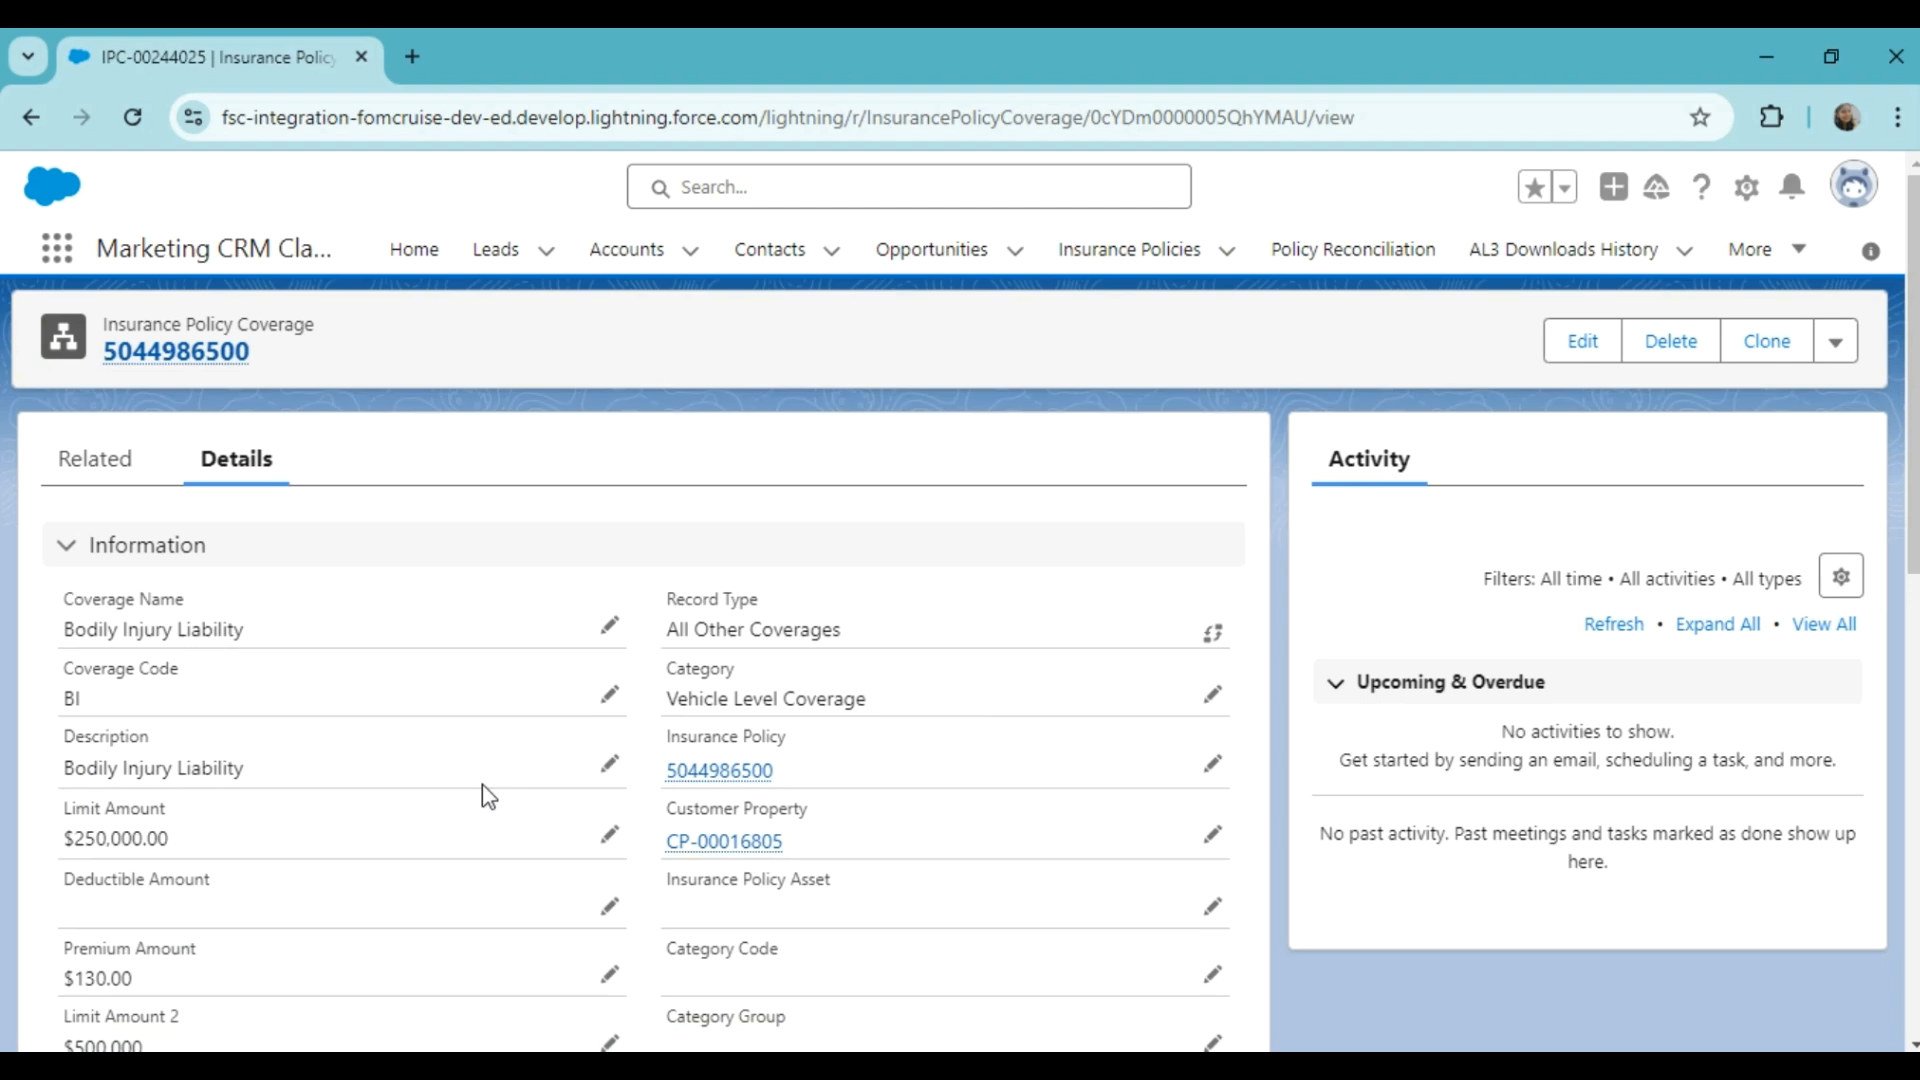 IPC-00244025 | Insurance Policy
fsc-integration-fomcruise-dev-ed.develop.lightning.force.com/lightning/r/InsurancePolicyCoverage/0cYDm0000005QhYMAU/view
Search...
Marketing CRM Cla...
Home
Leads
Accounts
Contacts
Opportunities
Insurance Policies
Policy Reconciliation
AL3 Downloads History
More
Insurance Policy Coverage
5044986500
Edit
Delete
Clone
Related
Details
Information
Coverage Name
Bodily Injury Liability
Record Type
All Other Coverages
Coverage Code
BI
Category
Vehicle Level Coverage
Description
Bodily Injury Liability
Insurance Policy
5044986500
Limit Amount
$250,000.00
Customer Property
CP-00016805
Deductible Amount
Insurance Policy Asset
Premium Amount
$130.00
Category Code
Limit Amount 2
$500,000
Category Group
Activity
Filters: All time • All activities • All types
Refresh • Expand All • View All
Upcoming & Overdue
No activities to show.
Get started by sending an email, scheduling a task, and more.
No past activity. Past meetings and tasks marked as done show up
here.